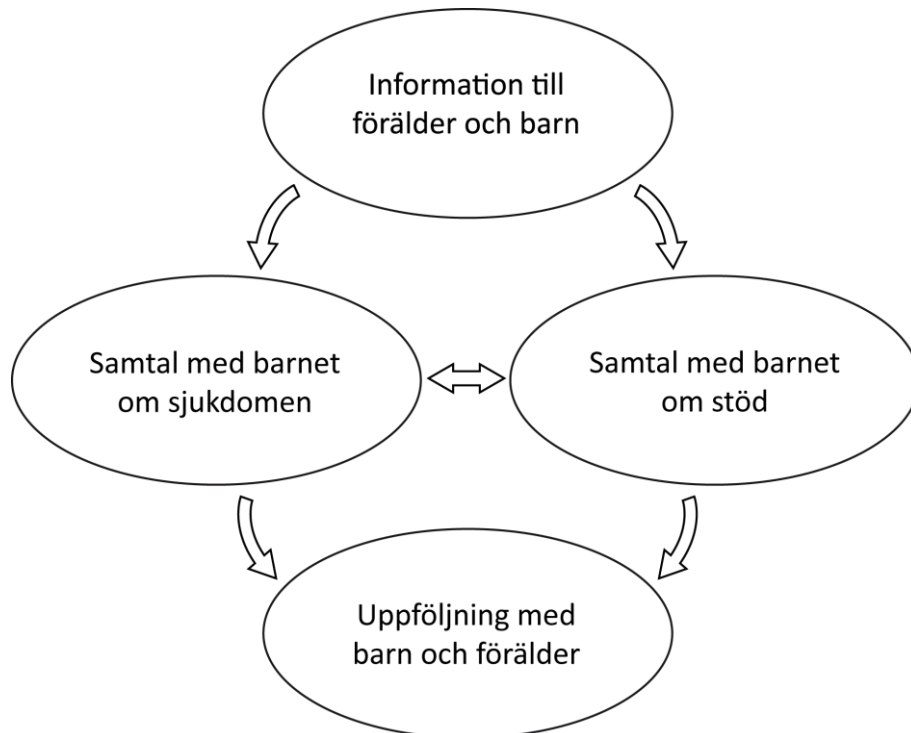 Information till
förälder och barn
Samtal med barnet
om sjukdomen
Samtal med barnet
om stöd
Uppföljning med
barn och förälder